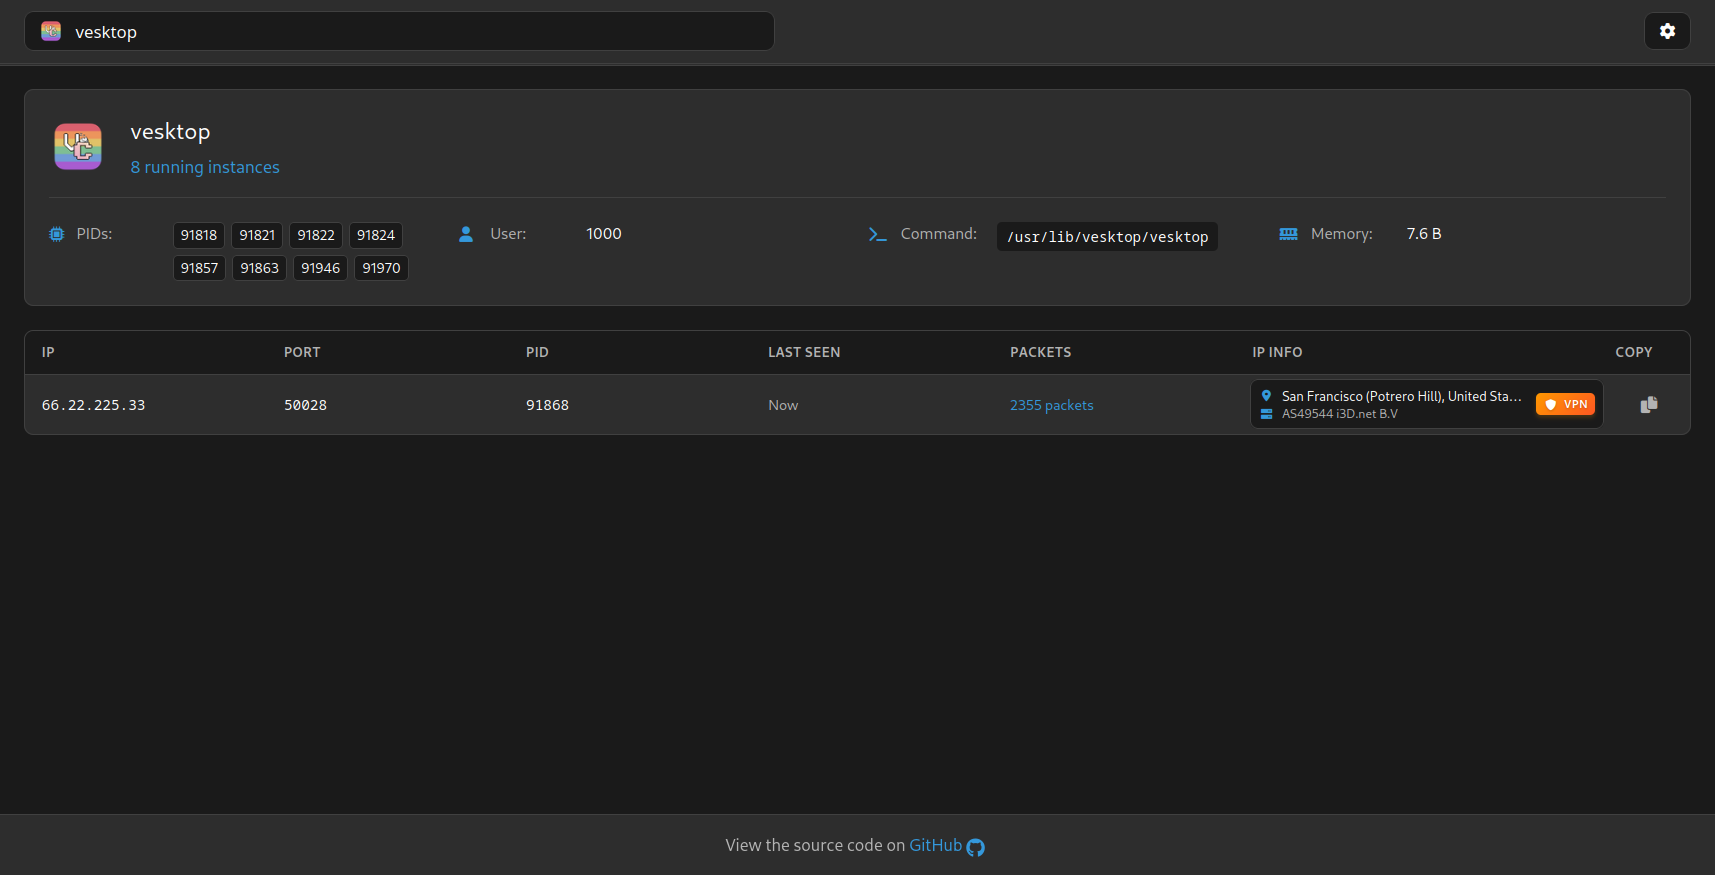 vesktop
vesktop
8 running instances
PIDs: 91818 91821 91822 91824 User: 1000 Command: /usr/lib/vesktop/vesktop Memory: 7.6 B
91857 91863 91946 91970
IP PORT PID LAST SEEN PACKETS IP INFO COPY
66.22.225.33 50028 91868 Now 2355 packets San Francisco (Potrero Hill), United Sta... VPN
AS49544 i3D.net B.V
View the source code on GitHub